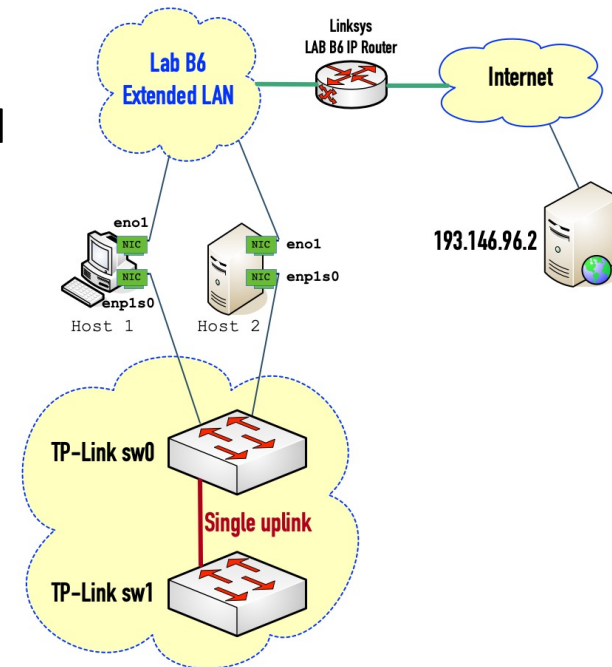 Linksys
LAB B6 IP Router
Lab B6
Extended LAN
Internet
eno1
NIC
NIC
enp1s0
Host 1
NIC
eno1
NIC
enp1s0
Host 2
193.146.96.2
TP-Link sw0
Single uplink
TP-Link sw1